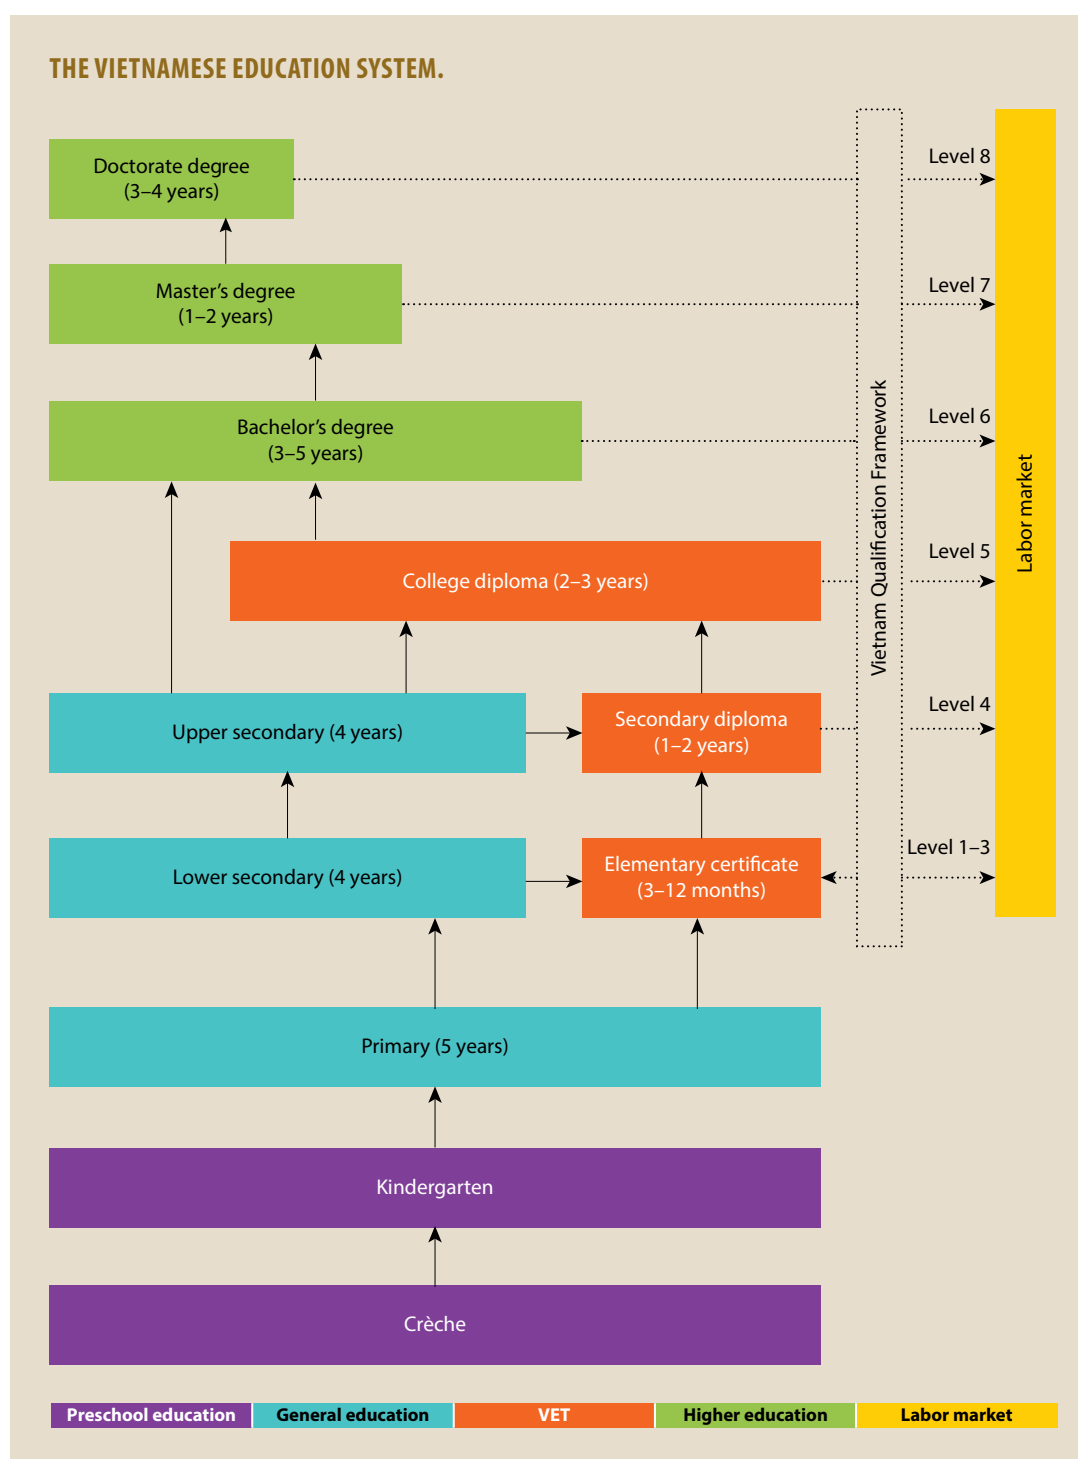 THE VIETNAMESE EDUCATION SYSTEM.
Doctorate degree
(3–4 years)
Level 8
Master's degree
(1–2 years)
Level 7
Bachelor's degree
(3–5 years)
Level 6
Vietnam Qualification Framework
Labor market
College diploma (2–3 years)
Level 5
Upper secondary (4 years)
Secondary diploma
(1–2 years)
Level 4
Lower secondary (4 years)
Elementary certificate
(3–12 months)
Level 1–3
Primary (5 years)
Kindergarten
Crèche
Preschool education
General education
VET
Higher education
Labor market